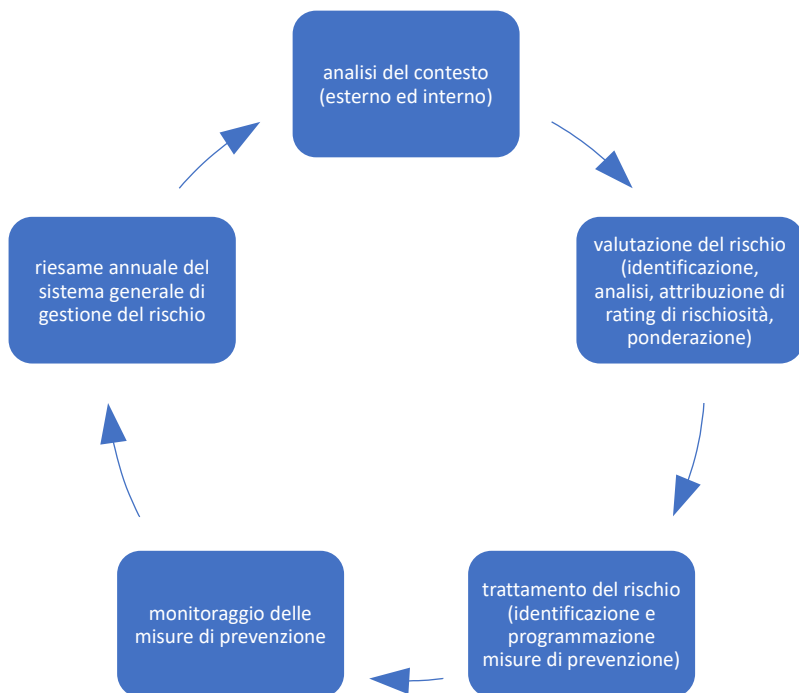 analisi del contesto
(esterno ed interno)
valutazione del rischio
(identificazione,
analisi, attribuzione di
rating di rischiosità,
ponderazione)
trattamento del rischio
(identificazione e
programmazione
misure di prevenzione)
monitoraggio delle
misure di prevenzione
riesame annuale del
sistema generale di
gestione del rischio